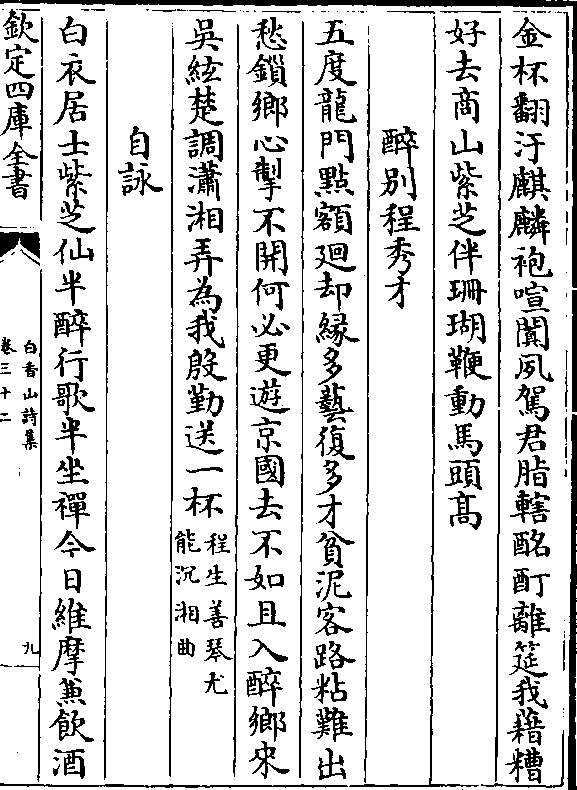 金杯翻汙麒麟袍喧闐夙駕君脂轄酩酊離筵我藉糟
好去商山紫芝伴珊瑚鞭動馬頭髙
醉別程秀才
五度龍門點額廻却縁多藝復多才貧泥客路粘難出
愁鎖鄉心掣不開何必更遊京國去不如且入醉鄉來
吳絃楚調瀟湘弄為我殷勤送一杯程生善琴尤
能沉湘曲
自詠
白衣居士紫芝仙半醉行歌半坐禪今日維摩兼飲酒
欽定四庫全書
白香山詩集
卷三十二
九